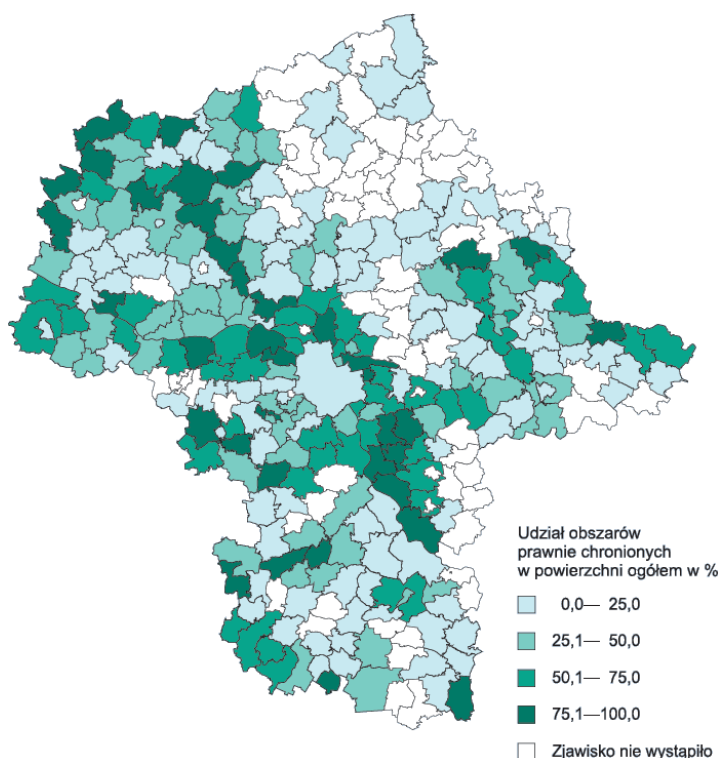 Udział obszarów
prawnie chronionych
w powierzchni ogółem w %
0,0— 25,0
25,1— 50,0
50,1— 75,0
75,1—100,0
Zjawisko nie wystąpiło